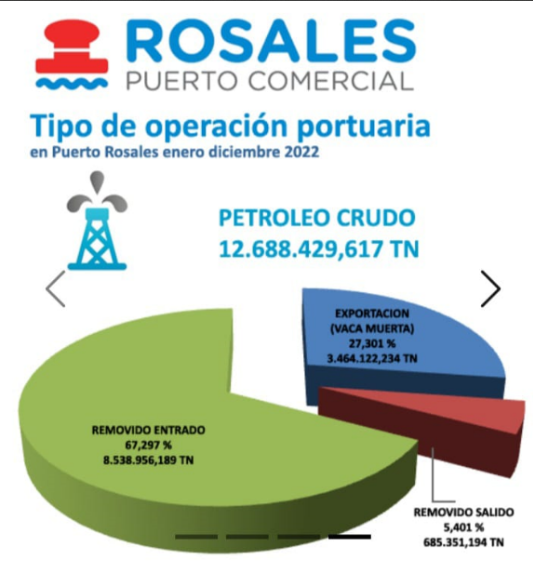 ROSALES
PUERTO COMERCIAL
Tipo de operación portuaria
en Puerto Rosales enero diciembre 2022
PETROLEO CRUDO
12.688.429,617 TN
EXPORTACION
(VACA MUERTA)
27,301 %
3.464.122,234 TN
REMOVIDO ENTRADO
67,297 %
8.538.956,189 TN
REMOVIDO SALIDO
5,401 %
685.351,194 TN